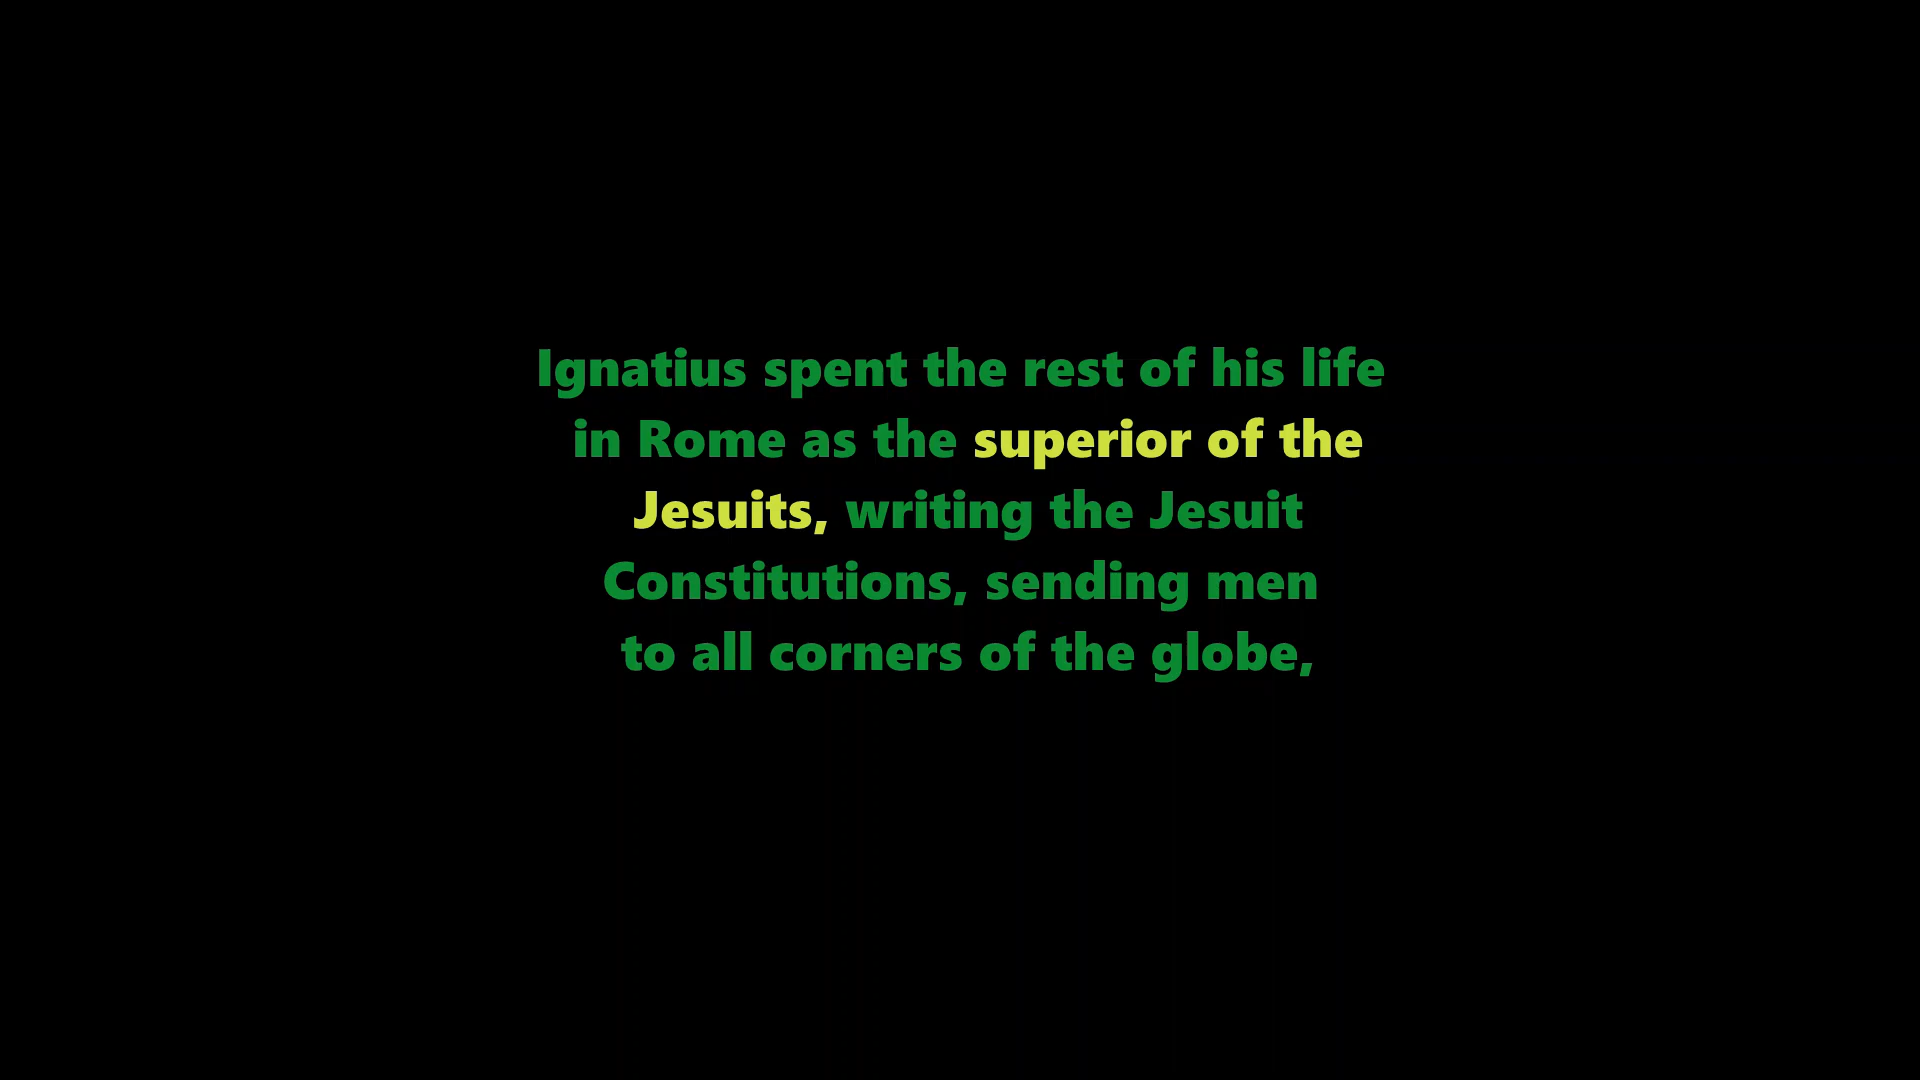 Ignatius spent the rest of his life
in Rome as the superior of the
Jesuits, writing the Jesuit
Constitutions, sending men
to all corners of the globe,